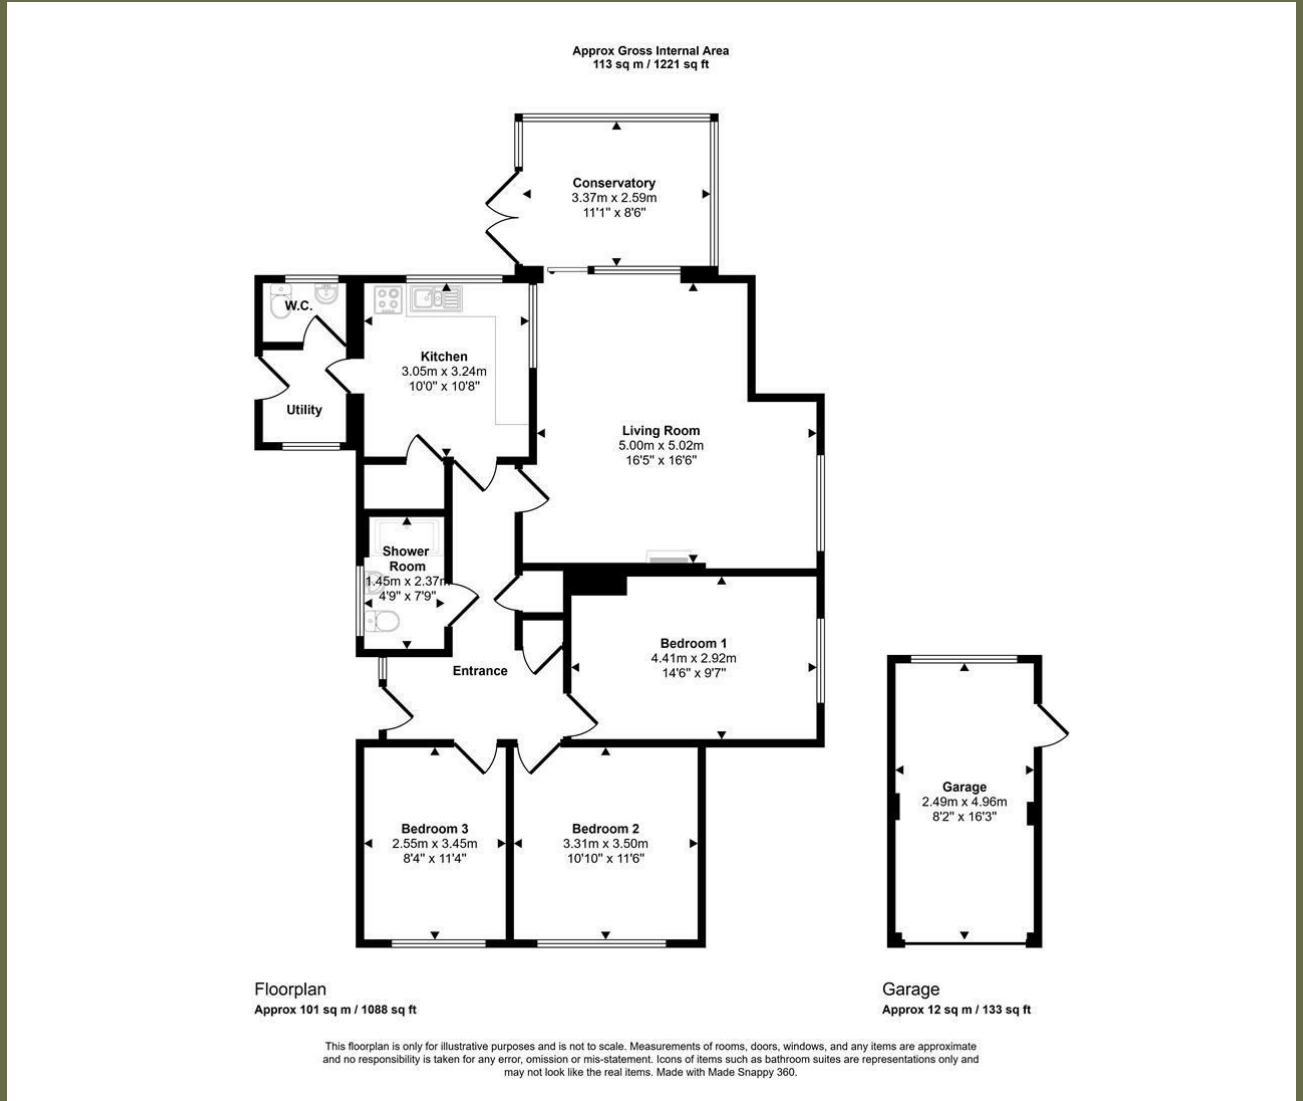 Approx Gross Internal Area
113 sq m / 1221 sq ft
Conservatory
3.37m x 2.59m
11'1" x 8'6"
W.C.
Kitchen
3.05m x 3.24m
10'0" x 10'8"
Utility
Living Room
5.00m x 5.02m
16'5" x 16'6"
Shower
Room
1.45m x 2.37m
4'9" x 7'9"
Bedroom 1
4.41m x 2.92m
14'6" x 9'7"
Entrance
Bedroom 3
2.55m x 3.45m
8'4" x 11'4"
Bedroom 2
3.31m x 3.50m
10'10" x 11'6"
Garage
2.49m x 4.96m
8'2" x 16'3"
Floorplan
Approx 101 sq m / 1088 sq ft
Garage
Approx 12 sq m / 133 sq ft
This floorplan is only for illustrative purposes and is not to scale. Measurements of rooms, doors, windows, and any items are approximate
and no responsibility is taken for any error, omission or mis-statement. Icons of items such as bathroom suites are representations only and
may not look like the real items. Made with Made Snappy 360.